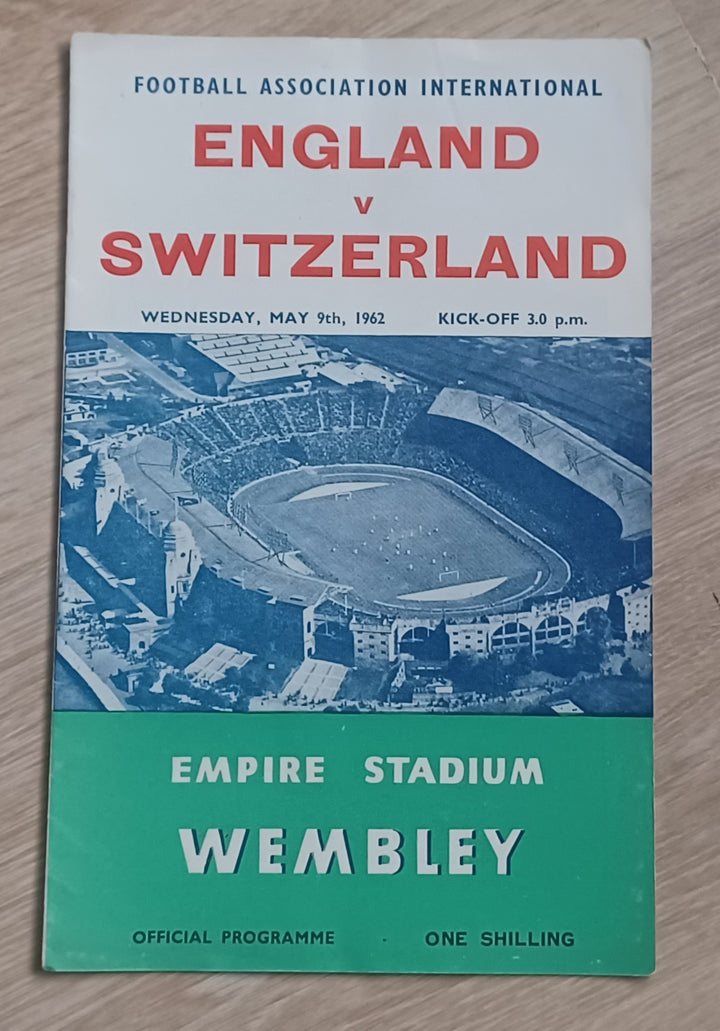 FOOTBALL ASSOCIATION INTERNATIONAL
ENGLAND
v
SWITZERLAND
WEDNESDAY, MAY 9th, 1962 KICK-OFF 3.0 p.m.
EMPIRE STADIUM
WEMBLEY
OFFICIAL PROGRAMME · ONE SHILLING